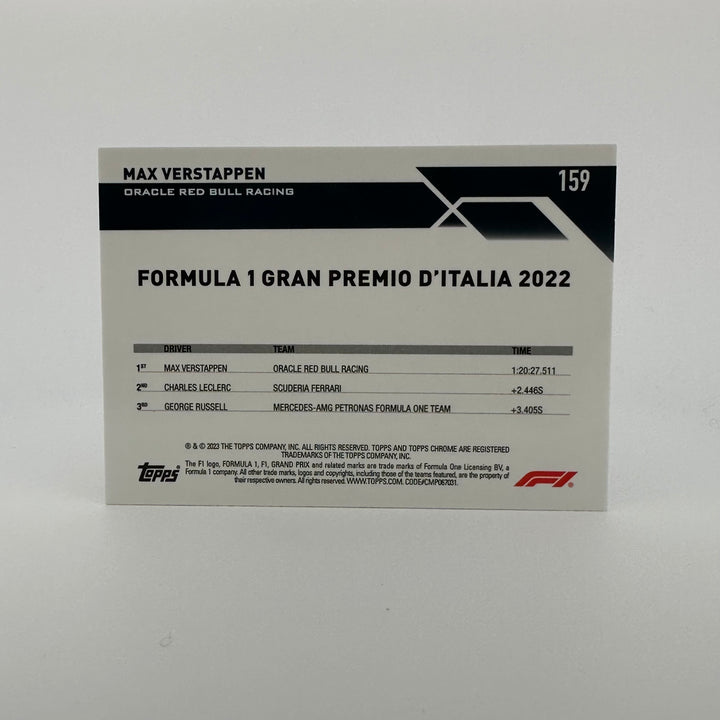 MAX VERSTAPPEN
159
ORACLE RED BULL RACING
FORMULA 1 GRAN PREMIO D'ITALIA 2022
DRIVER TEAM TIME
1ST MAX VERSTAPPEN ORACLE RED BULL RACING 1:20:27.511
2ND CHARLES LECLERC SCUDERIA FERRARI +2.446S
3RD GEORGE RUSSELL MERCEDES-AMG PETRONAS FORMULA ONE TEAM +3.405S
® & © 2023 THE TOPPS COMPANY, INC. ALL RIGHTS RESERVED. TOPPS AND TOPPS CHROME ARE REGISTERED
TRADEMARKS OF THE TOPPS COMPANY, INC.
The F1 logo, FORMULA 1, F1, GRAND PRIX and related marks are trade marks of Formula One Licensing BV, a
Formula 1 company. All other trade marks, logos and copyrights, including those of the teams featured, are the property of
their respective owners. All rights reserved. WWW.TOPPS.COM. CODE#CMP067031.
Topps
F1